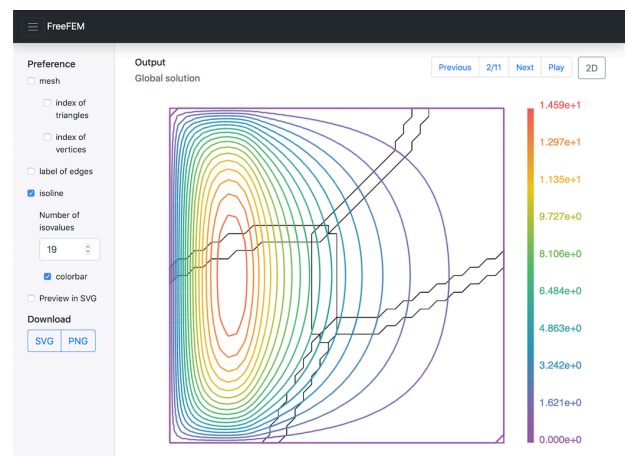 FreeFEM
Preference
mesh
index of
triangles
index of
vertices
label of edges
isoline
Number of
isovalues
19
colorbar
Preview in SVG
Download
SVG PNG
Output
Global solution
Previous 2/11 Next Play 2D
1.459e+1
1.297e+1
1.135e+1
9.727e+0
8.106e+0
6.484e+0
4.863e+0
3.242e+0
1.621e+0
0.000e+0